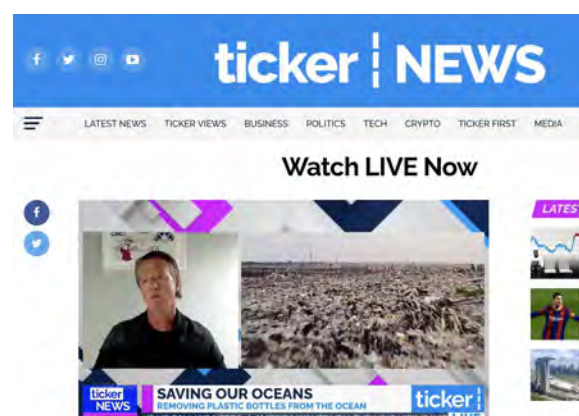 ticker NEWS
LATEST NEWS TICKER VIEWS BUSINESS POLITICS TECH CRYPTO TICKER FIRST MEDIA
Watch LIVE Now
LATES
ticker
NEWS
SAVING OUR OCEANS
REMOVING PLASTIC BOTTLES FROM THE OCEAN
ticker
LIVE